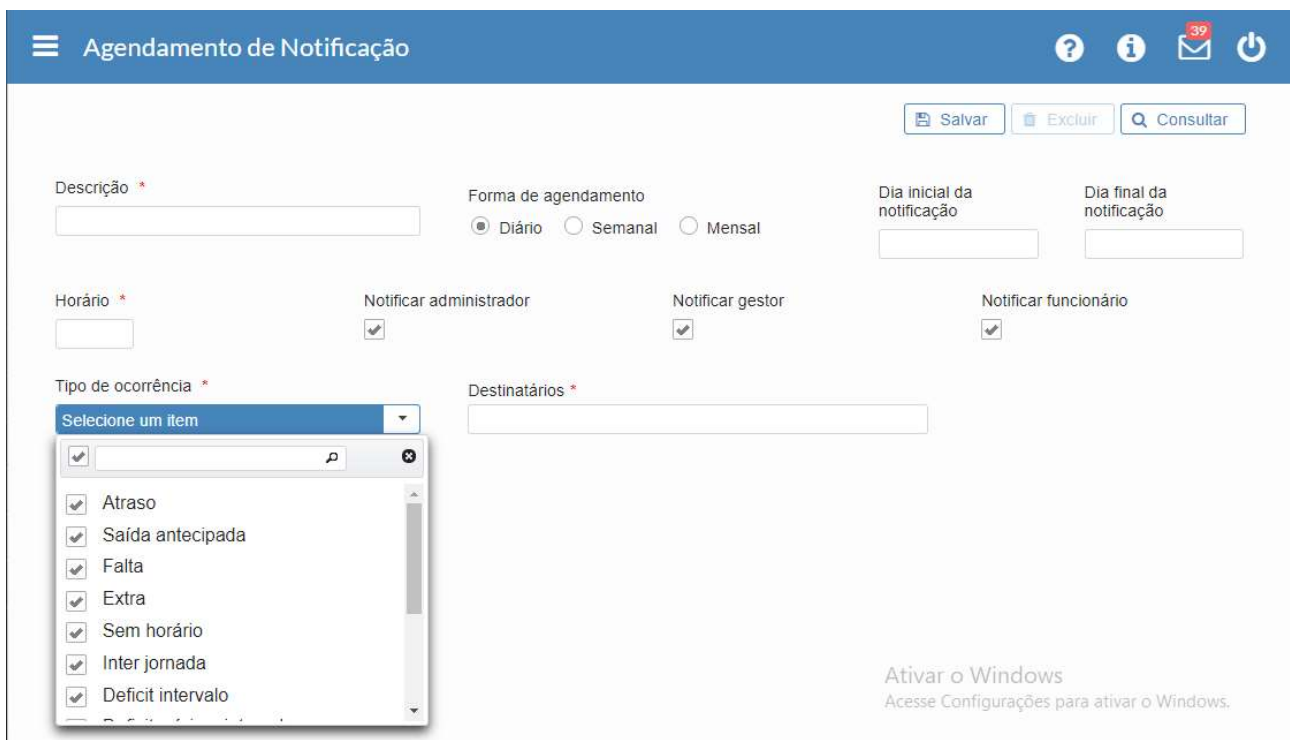 Agendamento de Notificação
39
Salvar Excluir Consultar
Descrição *
Forma de agendamento
Diário Semanal Mensal
Dia inicial da
notificação
Dia final da
notificação
Horário *
Notificar administrador
Notificar gestor
Notificar funcionário
Tipo de ocorrência *
Destinatários *
Selecione um item
Atraso
Saída antecipada
Falta
Extra
Sem horário
Inter jornada
Deficit intervalo
Ativar o Windows
Acesse Configurações para ativar o Windows.